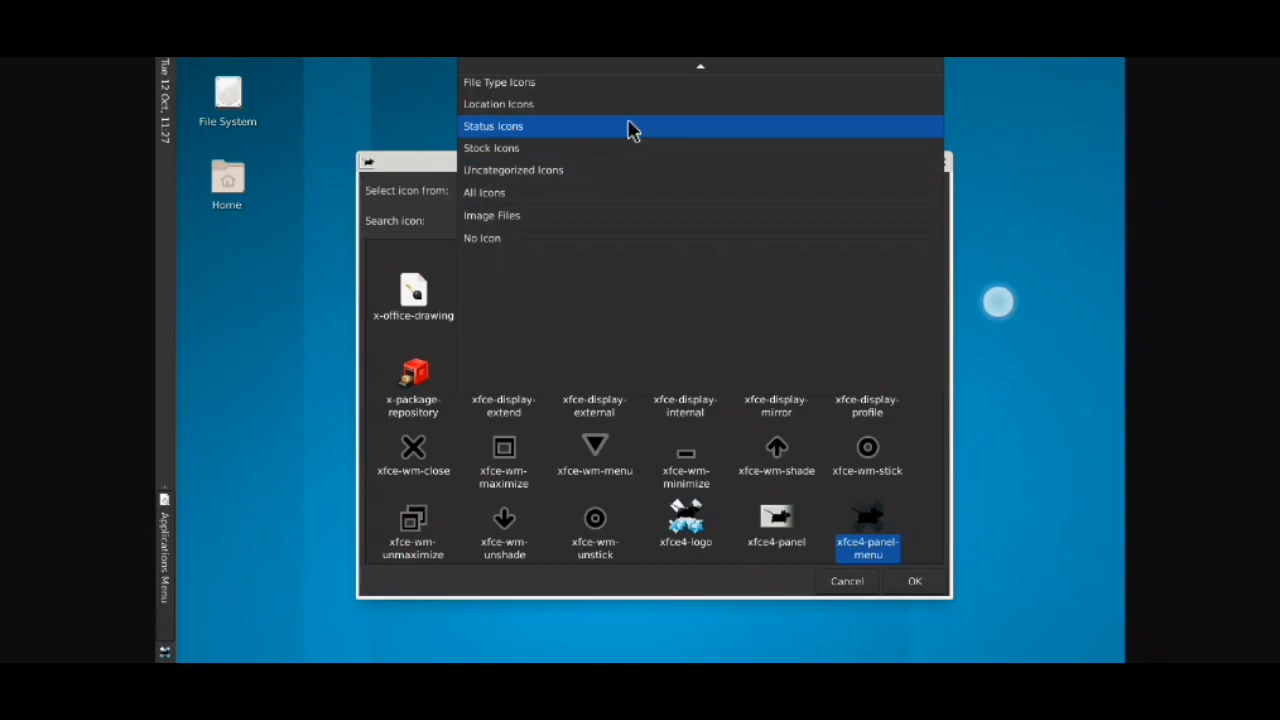 Tue 12 Oct, 11:27
File System
Home
Applications Menu
File Type Icons
Location Icons
Status Icons
Stock Icons
Uncategorized Icons
All Icons
Image Files
No Icon
Select icon from:
Search icon:
x-office-drawing
x-package-
repository
xfce-display-
extend
xfce-display-
external
xfce-display-
internal
xfce-display-
mirror
xfce-display-
profile
xfce-wm-close
xfce-wm-
maximize
xfce-wm-menu
xfce-wm-
minimize
xfce-wm-shade
xfce-wm-stick
xfce-wm-
unmaximize
xfce-wm-
unshade
xfce-wm-
unstick
xfce4-logo
xfce4-panel
xfce4-panel-
menu
Cancel
OK